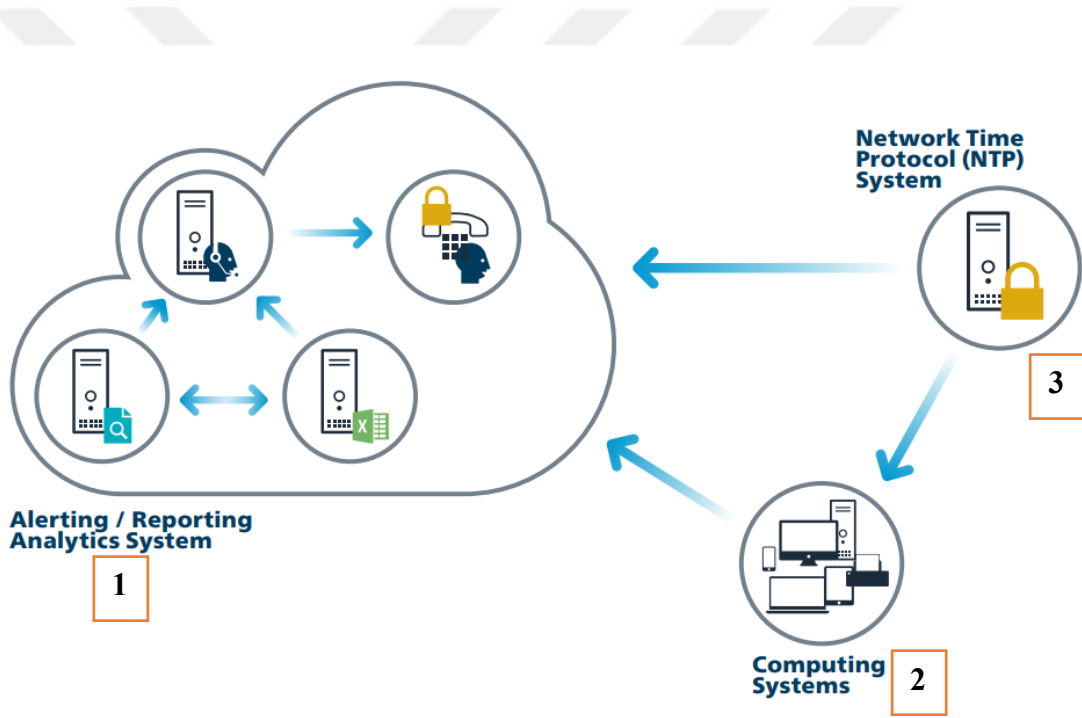 Network Time
Protocol (NTP)
System
3
X
Alerting / Reporting
Analytics System
1
Computing
Systems
2